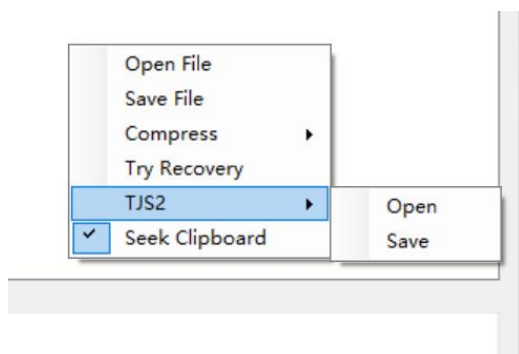 Open File
Save File
Compress
Try Recovery
TJS2
Seek Clipboard
Open
Save